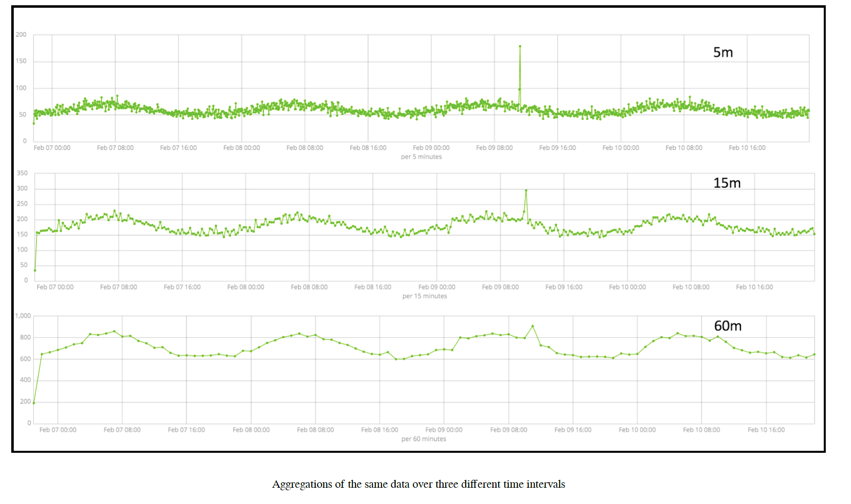 200
5m
150
100
50
0
Feb 07 00:00 Feb 07 08:00 Feb 07 16:00 Feb 08 00:00 Feb 08 08:00 Feb 08 16:00 Feb 09 00:00 Feb 09 08:00 Feb 09 16:00 Feb 10 00:00 Feb 10 08:00 Feb 10 16:00
per 5 minutes
350
15m
300
250
200
150
100
50
0
Feb 07 00:00 Feb 07 08:00 Feb 07 16:00 Feb 08 00:00 Feb 08 08:00 Feb 08 16:00 Feb 09 00:00 Feb 09 08:00 Feb 09 16:00 Feb 10 00:00 Feb 10 08:00 Feb 10 16:00
per 15 minutes
1,000
60m
800
600
400
200
0
Feb 07 00:00 Feb 07 08:00 Feb 07 16:00 Feb 08 00:00 Feb 08 08:00 Feb 08 16:00 Feb 09 00:00 Feb 09 08:00 Feb 09 16:00 Feb 10 00:00 Feb 10 08:00 Feb 10 16:00
per 60 minutes
Aggregations of the same data over three different time intervals